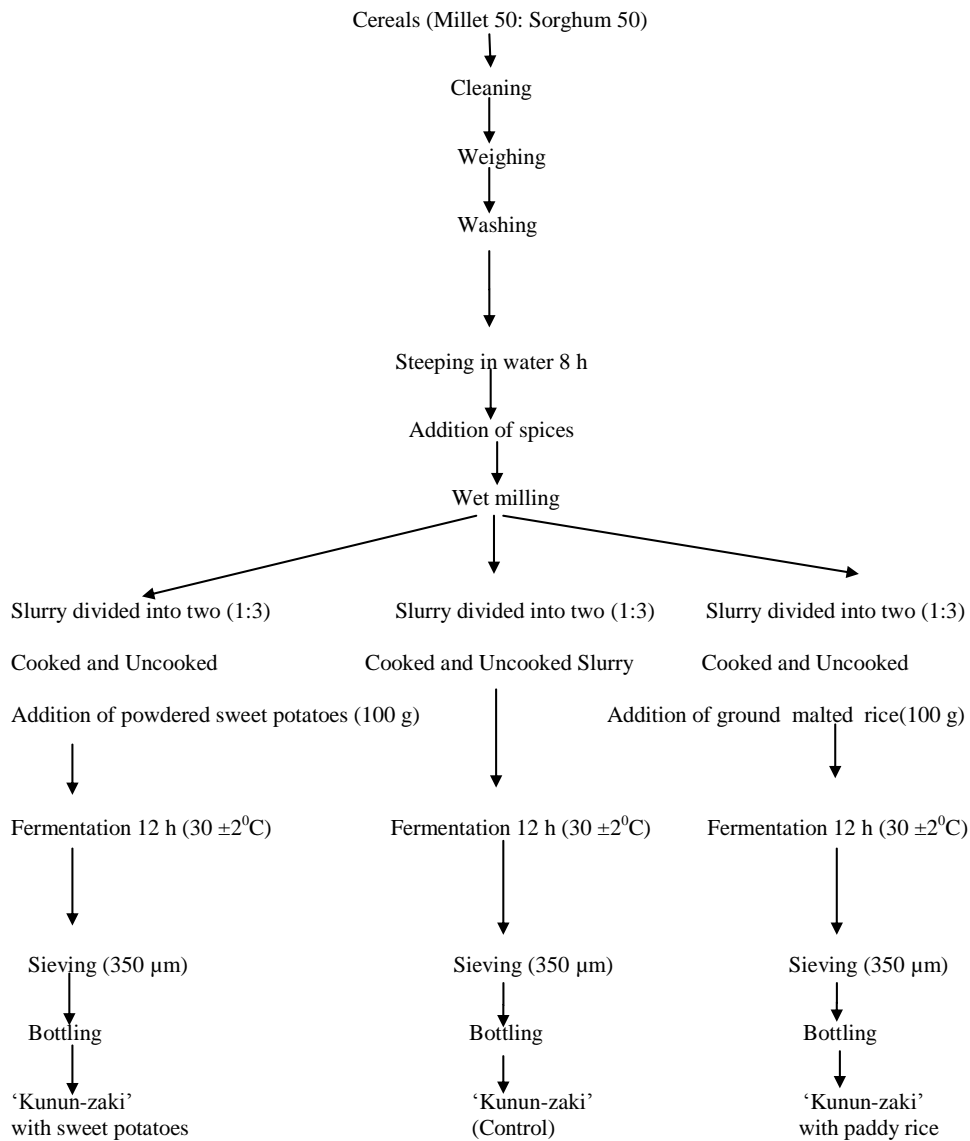 Cereals (Millet 50: Sorghum 50)
Cleaning
Weighing
Washing
Steeping in water 8 h
Addition of spices
Wet milling
Slurry divided into two (1:3) Slurry divided into two (1:3) Slurry divided into two (1:3)
Cooked and Uncooked Cooked and Uncooked Slurry Cooked and Uncooked
Addition of powdered sweet potatoes (100 g) Addition of ground malted rice(100 g)
Fermentation 12 h (30 ±2⁰C) Fermentation 12 h (30 ±2⁰C) Fermentation 12 h (30 ±2⁰C)
Sieving (350 µm) Sieving (350 µm) Sieving (350 µm)
Bottling Bottling Bottling
‘Kunun-zaki’ ‘Kunun-zaki’ ‘Kunun-zaki’
with sweet potatoes (Control) with paddy rice